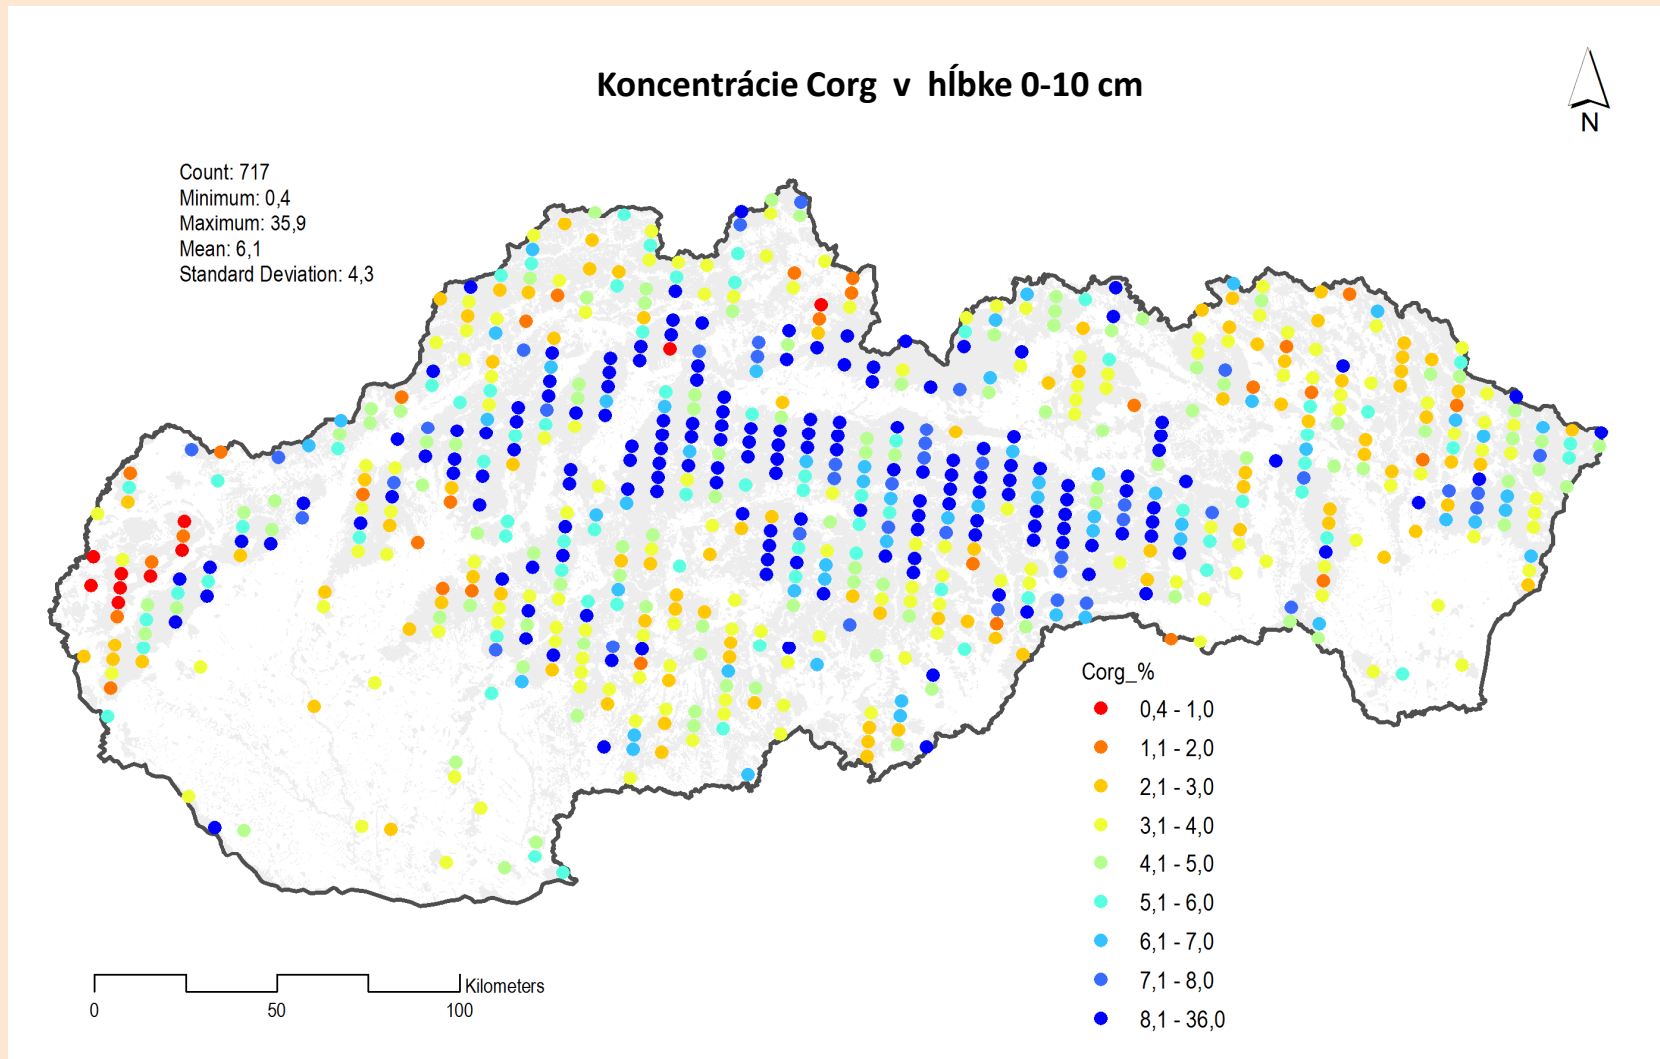 Koncentrácie Corg v hĺbke 0-10 cm
N
Count: 717
Minimum: 0,4
Maximum: 35,9
Mean: 6,1
Standard Deviation: 4,3
Corg_%
0,4 - 1,0
1,1 - 2,0
2,1 - 3,0
3,1 - 4,0
4,1 - 5,0
5,1 - 6,0
6,1 - 7,0
7,1 - 8,0
8,1 - 36,0
Kilometers
0 50 100